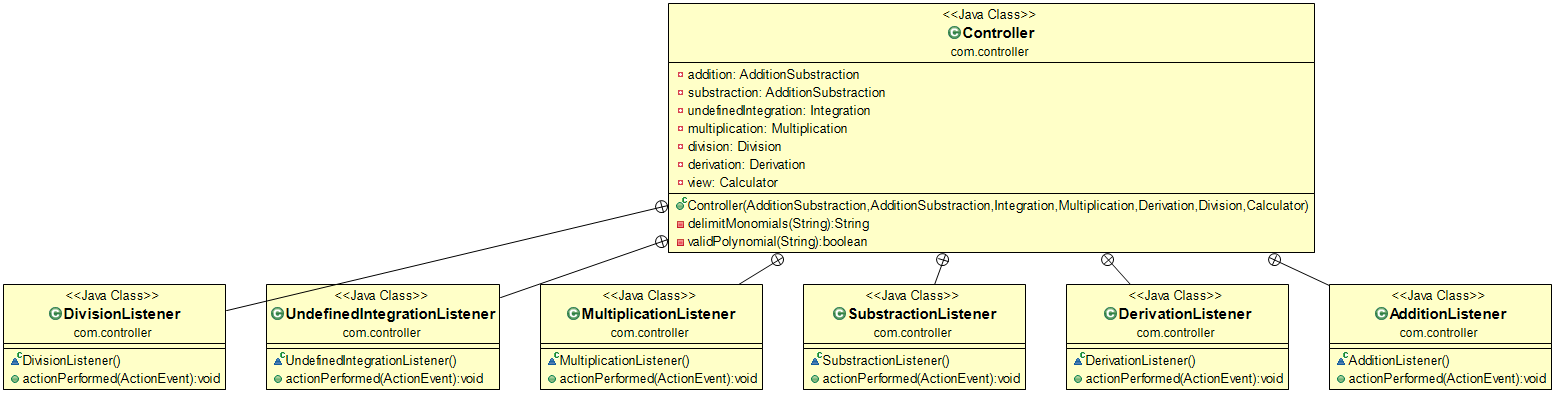 <<Java Class>>
Controller
com.controller
addition: AdditionSubstraction
substraction: AdditionSubstraction
undefinedIntegration: Integration
multiplication: Multiplication
division: Division
derivation: Derivation
view: Calculator
Controller(AdditionSubstraction,AdditionSubstraction,Integration,Multiplication,Derivation,Division,Calculator)
delimitMonomials(String):String
validPolynomial(String):boolean
<<Java Class>>
DivisionListener
com.controller
DivisionListener()
actionPerformed(ActionEvent):void
<<Java Class>>
UndefinedIntegrationListener
com.controller
UndefinedIntegrationListener()
actionPerformed(ActionEvent):void
<<Java Class>>
MultiplicationListener
com.controller
MultiplicationListener()
actionPerformed(ActionEvent):void
<<Java Class>>
SubstractionListener
com.controller
SubstractionListener()
actionPerformed(ActionEvent):void
<<Java Class>>
DerivationListener
com.controller
DerivationListener()
actionPerformed(ActionEvent):void
<<Java Class>>
AdditionListener
com.controller
AdditionListener()
actionPerformed(ActionEvent):void